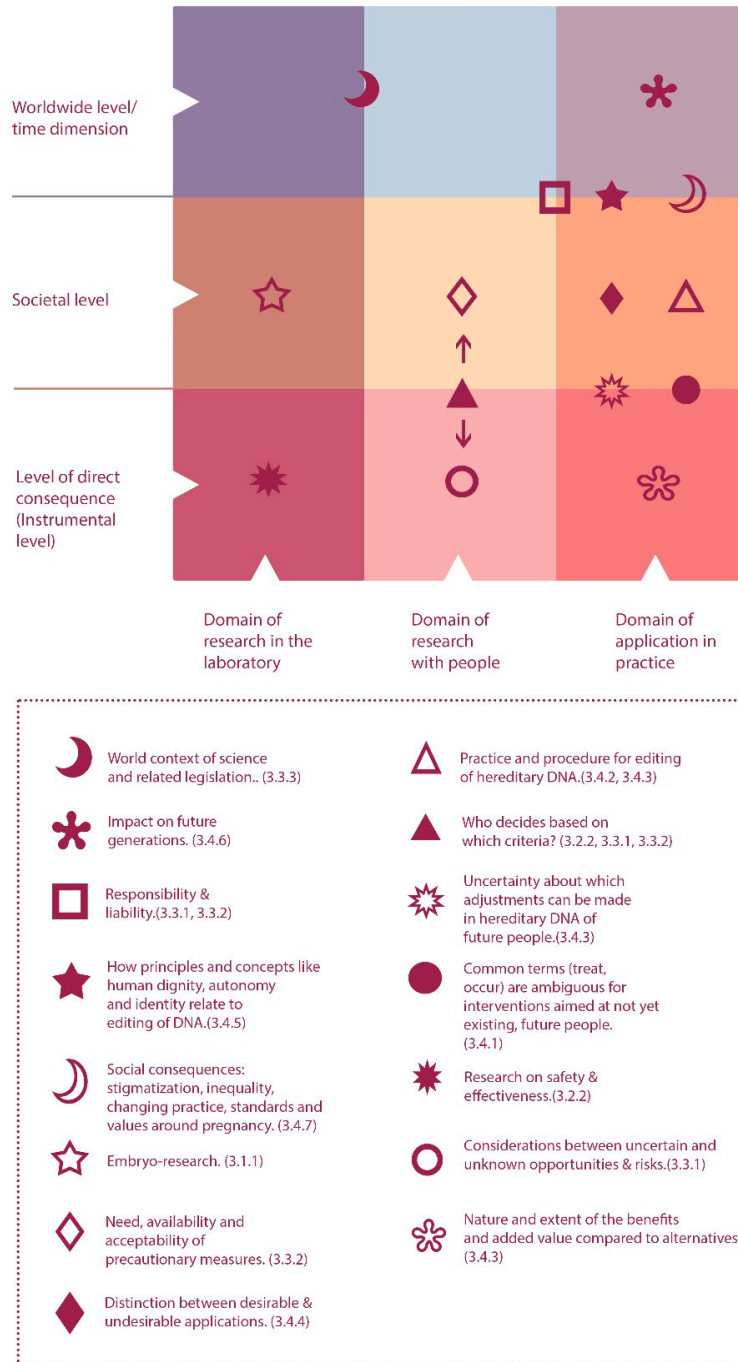 Worldwide level/
time dimension
Societal level
Level of direct
consequence
(Instrumental
level)
Domain of
research in the
laboratory
Domain of
research
with people
Domain of
application in
practice
World context of science
and related legislation.. (3.3.3)
Impact on future
generations. (3.4.6)
Responsibility &
liability.(3.3.1, 3.3.2)
How principles and concepts like
human dignity, autonomy
and identity relate to
editing of DNA.(3.4.5)
Social consequences:
stigmatization, inequality,
changing practice, standards and
values around pregnancy. (3.4.7)
Embryo-research. (3.1.1)
Need, availability and
acceptability of
precautionary measures. (3.3.2)
Distinction between desirable &
undesirable applications. (3.4.4)
Practice and procedure for editing
of hereditary DNA.(3.4.2, 3.4.3)
Who decides based on
which criteria? (3.2.2, 3.3.1, 3.3.2)
Uncertainty about which
adjustments can be made
in hereditary DNA of
future people.(3.4.3)
Common terms (treat,
occur) are ambiguous for
interventions aimed at not yet
existing, future people.
(3.4.1)
Research on safety &
effectiveness.(3.2.2)
Considerations between uncertain and
unknown opportunities & risks.(3.3.1)
Nature and extent of the benefits
and added value compared to alternatives
(3.4.3)